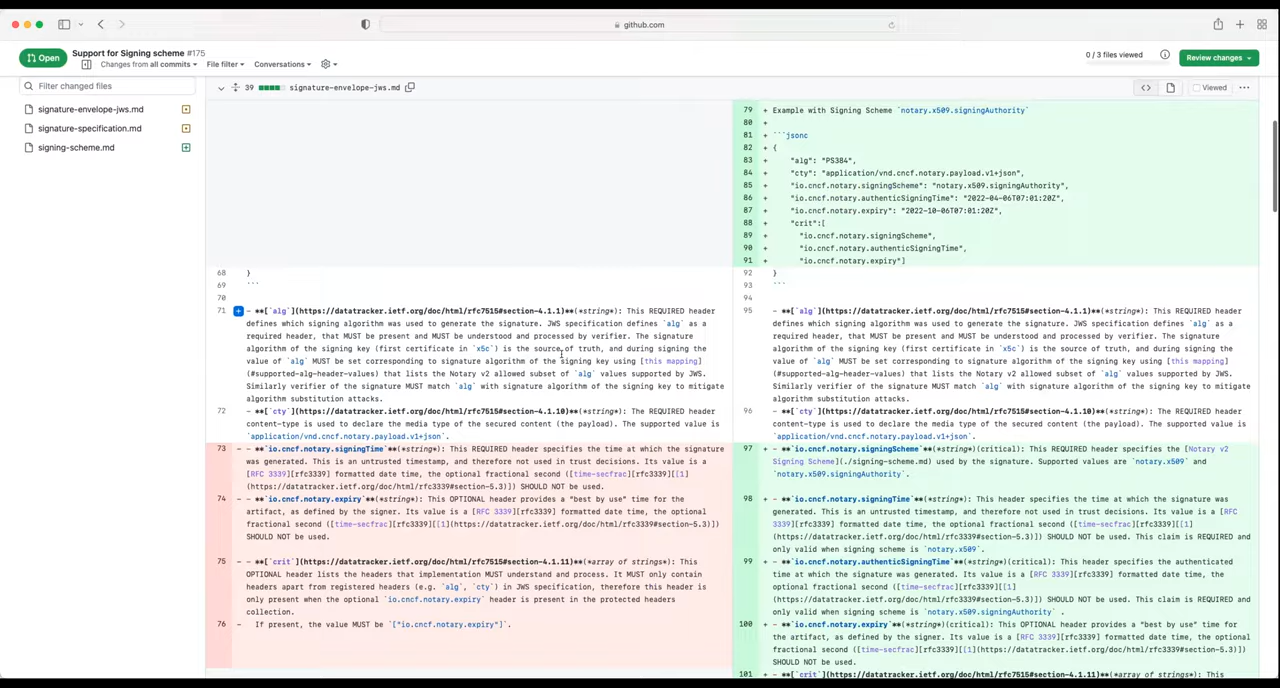 github.com
Open
Support for Signing scheme #175
Changes from all commits
File filter
Conversations
0 / 3 files viewed
Review changes
Filter changed files
signature-envelope-jws.md
signature-specification.md
signing-scheme.md
39 signature-envelope-jws.md
Viewed
79 + Example with Signing Scheme `notary.x509.signingAuthority`
80 +
81 + ```jsonc
82 + {
83 + "alg": "PS384",
84 + "cty": "application/vnd.cncf.notary.payload.v1+json",
85 + "io.cncf.notary.signingScheme": "notary.x509.signingAuthority",
86 + "io.cncf.notary.authenticSigningTime": "2022-04-06T07:01:20Z",
87 + "io.cncf.notary.expiry": "2022-10-06T07:01:20Z",
88 + "crit":[
89 + "io.cncf.notary.signingScheme",
90 + "io.cncf.notary.authenticSigningTime",
91 + "io.cncf.notary.expiry"]
68 }
69 ```
70
71 - **[`alg`](https://datatracker.ietf.org/doc/html/rfc7515#section-4.1.1)**(*string*): This REQUIRED header
defines which signing algorithm was used to generate the signature. JWS specification defines `alg` as a
required header, that MUST be present and MUST be understood and processed by verifier. The signature
algorithm of the signing key (first certificate in `x5c`) is the source of truth, and during signing the
value of `alg` MUST be set corresponding to signature algorithm of the signing key using [this mapping]
(#supported-alg-header-values) that lists the Notary v2 allowed subset of `alg` values supported by JWS.
Similarly verifier of the signature MUST match `alg` with signature algorithm of the signing key to mitigate
algorithm substitution attacks.
72 - **[`cty`](https://datatracker.ietf.org/doc/html/rfc7515#section-4.1.10)**(*string*): The REQUIRED header
content-type is used to declare the media type of the secured content (the payload). The supported value is
`application/vnd.cncf.notary.payload.v1+json`.
73 - - **`io.cncf.notary.signingTime`**(*string*): This REQUIRED header specifies the time at which the signature
was generated. This is an untrusted timestamp, and therefore not used in trust decisions. Its value is a
[RFC 3339][rfc3339] formatted date time, the optional fractional second ([time-secfrac][rfc3339][[1]
(https://datatracker.ietf.org/doc/html/rfc3339#section-5.3)]) SHOULD NOT be used.
74 - - **`io.cncf.notary.expiry`**(*string*): This OPTIONAL header provides a "best by use" time for the
artifact, as defined by the signer. Its value is a [RFC 3339][rfc3339] formatted date time, the optional
fractional second ([time-secfrac][rfc3339][[1](https://datatracker.ietf.org/doc/html/rfc3339#section-5.3)])
SHOULD NOT be used.
75 - - **[`crit`](https://datatracker.ietf.org/doc/html/rfc7515#section-4.1.11)**(*array of strings*): This
OPTIONAL header lists the headers that implementation MUST understand and process. It MUST only contain
headers apart from registered headers (e.g. `alg`, `cty`) in JWS specification, therefore this header is
only present when the optional `io.cncf.notary.expiry` header is present in the protected headers
collection.
76 - If present, the value MUST be `["io.cncf.notary.expiry"]`.
92 }
93 ```
94
95 - **[`alg`](https://datatracker.ietf.org/doc/html/rfc7515#section-4.1.1)**(*string*): This REQUIRED header
defines which signing algorithm was used to generate the signature. JWS specification defines `alg` as a
required header, that MUST be present and MUST be understood and processed by verifier. The signature
algorithm of the signing key (first certificate in `x5c`) is the source of truth, and during signing the
value of `alg` MUST be set corresponding to signature algorithm of the signing key using [this mapping]
(#supported-alg-header-values) that lists the Notary v2 allowed subset of `alg` values supported by JWS.
Similarly verifier of the signature MUST match `alg` with signature algorithm of the signing key to mitigate
algorithm substitution attacks.
96 - **[`cty`](https://datatracker.ietf.org/doc/html/rfc7515#section-4.1.10)**(*string*): The REQUIRED header
content-type is used to declare the media type of the secured content (the payload). The supported value is
`application/vnd.cncf.notary.payload.v1+json`.
97 + - **`io.cncf.notary.signingScheme`**(*string*)(critical): This REQUIRED header specifies the [Notary v2
Signing Scheme](./signing-scheme.md) used by the signature. Supported values are `notary.x509` and
`notary.x509.signingAuthority`.
98 + - **`io.cncf.notary.signingTime`**(*string*): This header specifies the time at which the signature was
generated. This is an untrusted timestamp, and therefore not used in trust decisions. Its value is a [RFC
3339][rfc3339] formatted date time, the optional fractional second ([time-secfrac][rfc3339][[1]
(https://datatracker.ietf.org/doc/html/rfc3339#section-5.3)]) SHOULD NOT be used. This claim is REQUIRED and
only valid when signing scheme is `notary.x509`.
99 + - **`io.cncf.notary.authenticSigningTime`**(*string*)(critical): This header specifies the authenticated
time at which the signature was generated. Its value is a [RFC 3339][rfc3339] formatted date time, the
optional fractional second ([time-secfrac][rfc3339][[1]
(https://datatracker.ietf.org/doc/html/rfc3339#section-5.3)]) SHOULD NOT be used. This claim is REQUIRED and
only valid when signing scheme is `notary.x509.signingAuthority` .
100 + - **`io.cncf.notary.expiry`**(*string*)(critical): This OPTIONAL header provides a "best by use" time for
the artifact, as defined by the signer. Its value is a [RFC 3339][rfc3339] formatted date time, the optional
fractional second ([time-secfrac][rfc3339][[1](https://datatracker.ietf.org/doc/html/rfc3339#section-5.3)])
SHOULD NOT be used.
101 + - **[`crit`](https://datatracker.ietf.org/doc/html/rfc7515#section-4.1.11)**(*array of strings*): This